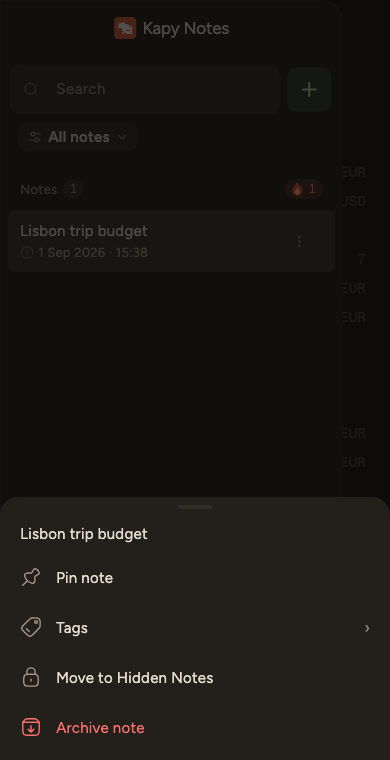 Kapy Notes
Search
All notes
Notes 1
1
Lisbon trip budget
1 Sep 2026 · 15:38
EUR
USD
7
EUR
EUR
EUR
EUR
Lisbon trip budget
Pin note
Tags
Move to Hidden Notes
Archive note